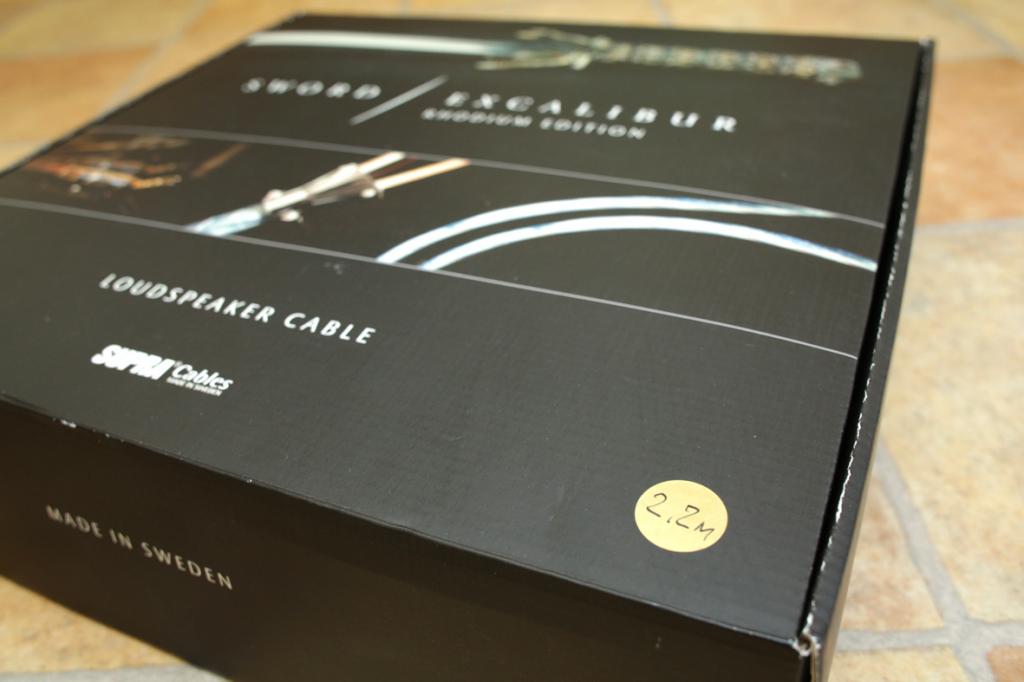 SWORD / EXCALIBUR
RHODIUM EDITION
LOUDSPEAKER CABLE
SUPRA® Cables
MADE IN SWEDEN
2.2M
MADE IN SWEDEN